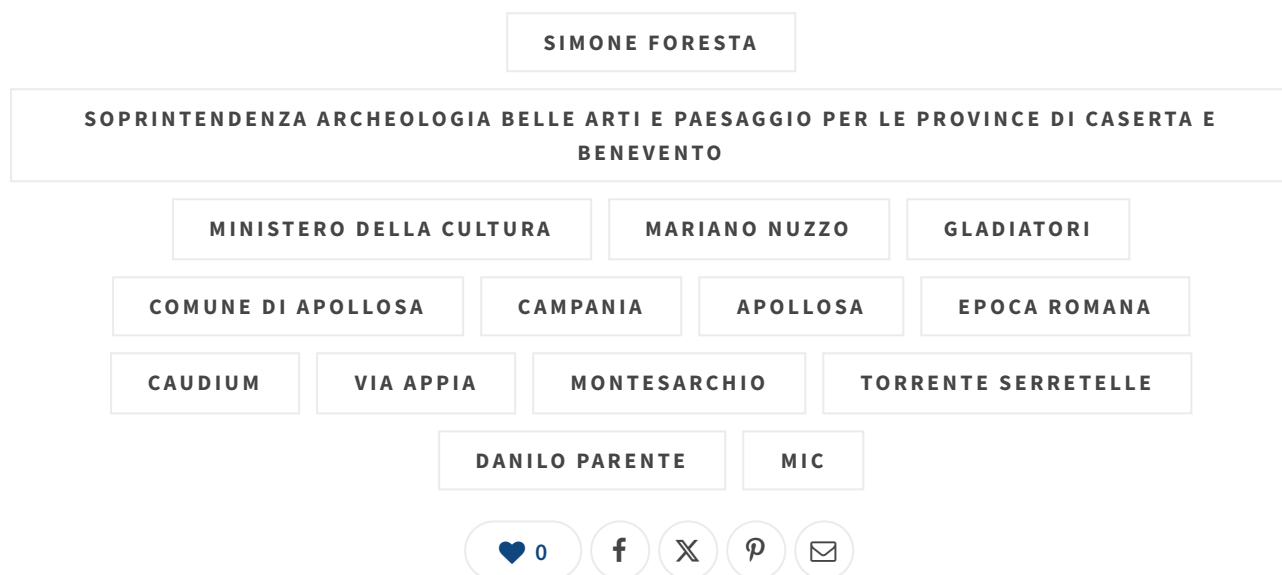 SIMONE FORESTA
SOPRINTENDENZA ARCHEOLOGIA BELLE ARTI E PAESAGGIO PER LE PROVINCE DI CASERTA E
BENEVENTO
MINISTERO DELLA CULTURA MARIANO NUZZO GLADIATORI
COMUNE DI APOLLOSA CAMPANIA APOLLOSA EPOCA ROMANA
CAUDIUM VIA APPIA MONTESARCHIO TORRENTE SERRETELLE
DANILO PARENTE MIC
0